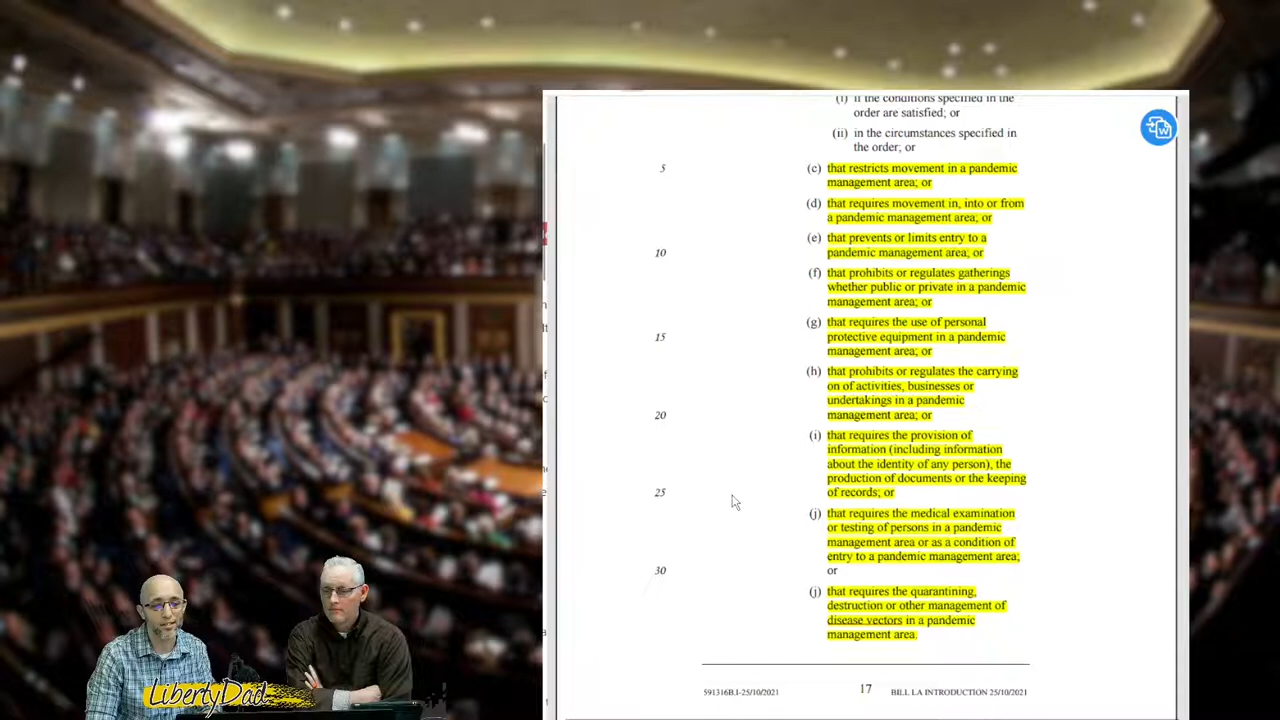 (i) if the conditions specified in the
order are satisfied; or
(ii) in the circumstances specified in
the order; or
5 (c) that restricts movement in a pandemic
management area; or
(d) that requires movement in, into or from
a pandemic management area; or
(e) that prevents or limits entry to a
10 pandemic management area; or
(f) that prohibits or regulates gatherings
whether public or private in a pandemic
management area; or
(g) that requires the use of personal
15 protective equipment in a pandemic
management area; or
(h) that prohibits or regulates the carrying
on of activities, businesses or
undertakings in a pandemic
20 management area; or
(i) that requires the provision of
information (including information
about the identity of any person), the
production of documents or the keeping
25 of records; or
(j) that requires the medical examination
or testing of persons in a pandemic
management area or as a condition of
entry to a pandemic management area;
30 or
(j) that requires the quarantining,
destruction or other management of
disease vectors in a pandemic
management area.
591316B.I-25/10/2021 17 BILL LA INTRODUCTION 25/10/2021
W
LibertyDad